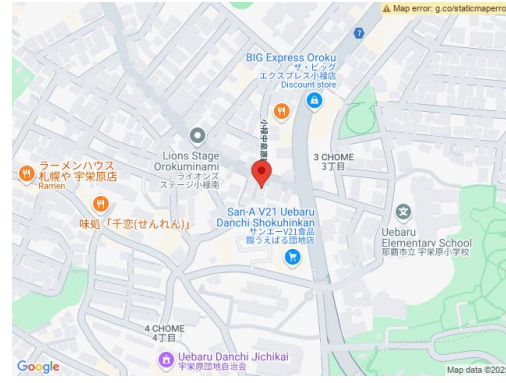 Map error: g.co/staticmaperro
7
BIG Express Oroku
ザ・ビッグ
エクスプレス小禄店
Discount store
Lions Stage
Orokuminami
ライオンズ
ステージ小禄南
3 CHOME
3丁目
ラーメンハウス
札幌や 宇栄原店
Ramen
味処「千恋(せんれん)」
San-A V21 Uebaru
Danchi Shokuhinkan
サンエーV21食品
館うえばる団地店
Uebaru
Elementary School
那覇市立 宇栄原小学校
4 CHOME
4丁目
Uebaru Danchi Jichikai
宇栄原団地自治会
Google
Map data ©2025